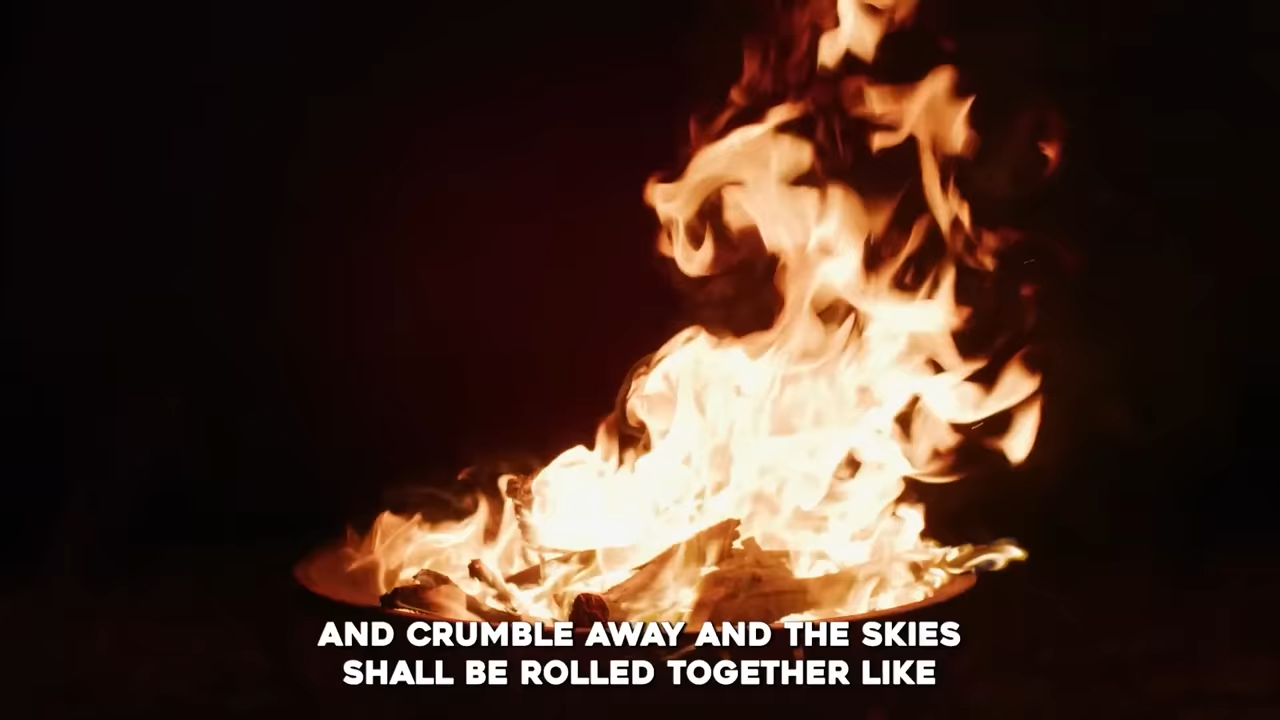 AND CRUMBLE AWAY AND THE SKIES
SHALL BE ROLLED TOGETHER LIKE